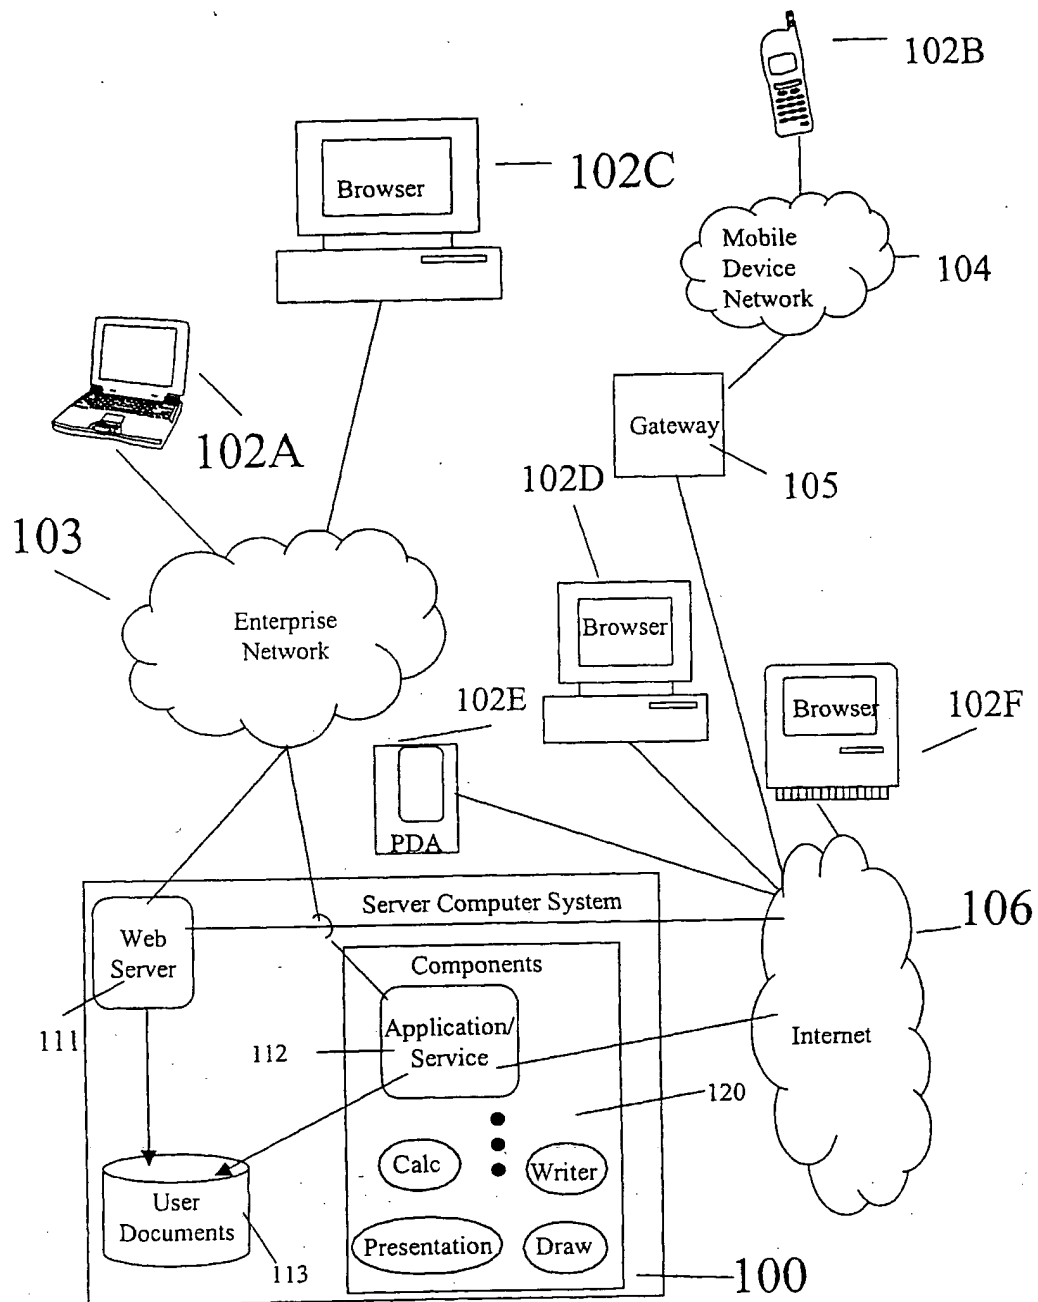 102B
102C
Browser
Mobile
Device
Network
104
102A
Gateway
105
102D
103
Enterprise
Network
Browser
102E
Browser
102F
PDA
Server Computer System
106
Web
Server
Components
111
Application/
Service
112
Internet
120
Calc
Writer
User
Documents
Presentation
Draw
113
100